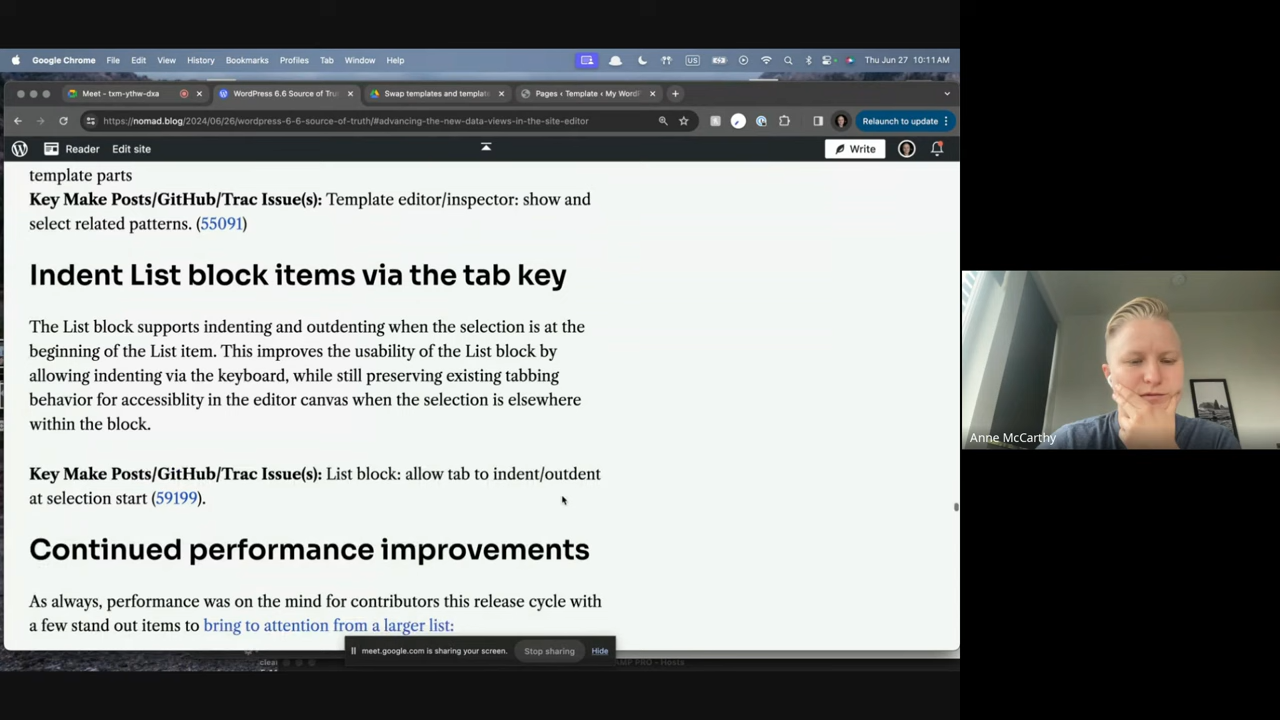 Google Chrome File Edit View History Bookmarks Profiles Tab Window Help US Thu Jun 27 10:11 AM
Meet - txm-ythw-dxa WordPress 6.6 Source of Tru Swap templates and template Pages ‹ Template ‹ My Word
https://nomad.blog/2024/06/26/wordpress-6-6-source-of-truth/#advancing-the-new-data-views-in-the-site-editor Relaunch to update
Reader Edit site Write
template parts
Key Make Posts/GitHub/Trac Issue(s): Template editor/inspector: show and
select related patterns. (55091)
Indent List block items via the tab key
The List block supports indenting and outdenting when the selection is at the
beginning of the List item. This improves the usability of the List block by
allowing indenting via the keyboard, while still preserving existing tabbing
behavior for accessiblity in the editor canvas when the selection is elsewhere
within the block.
Key Make Posts/GitHub/Trac Issue(s): List block: allow tab to indent/outdent
at selection start (59199).
Continued performance improvements
As always, performance was on the mind for contributors this release cycle with
a few stand out items to bring to attention from a larger list:
meet.google.com is sharing your screen. Stop sharing Hide
Anne McCarthy